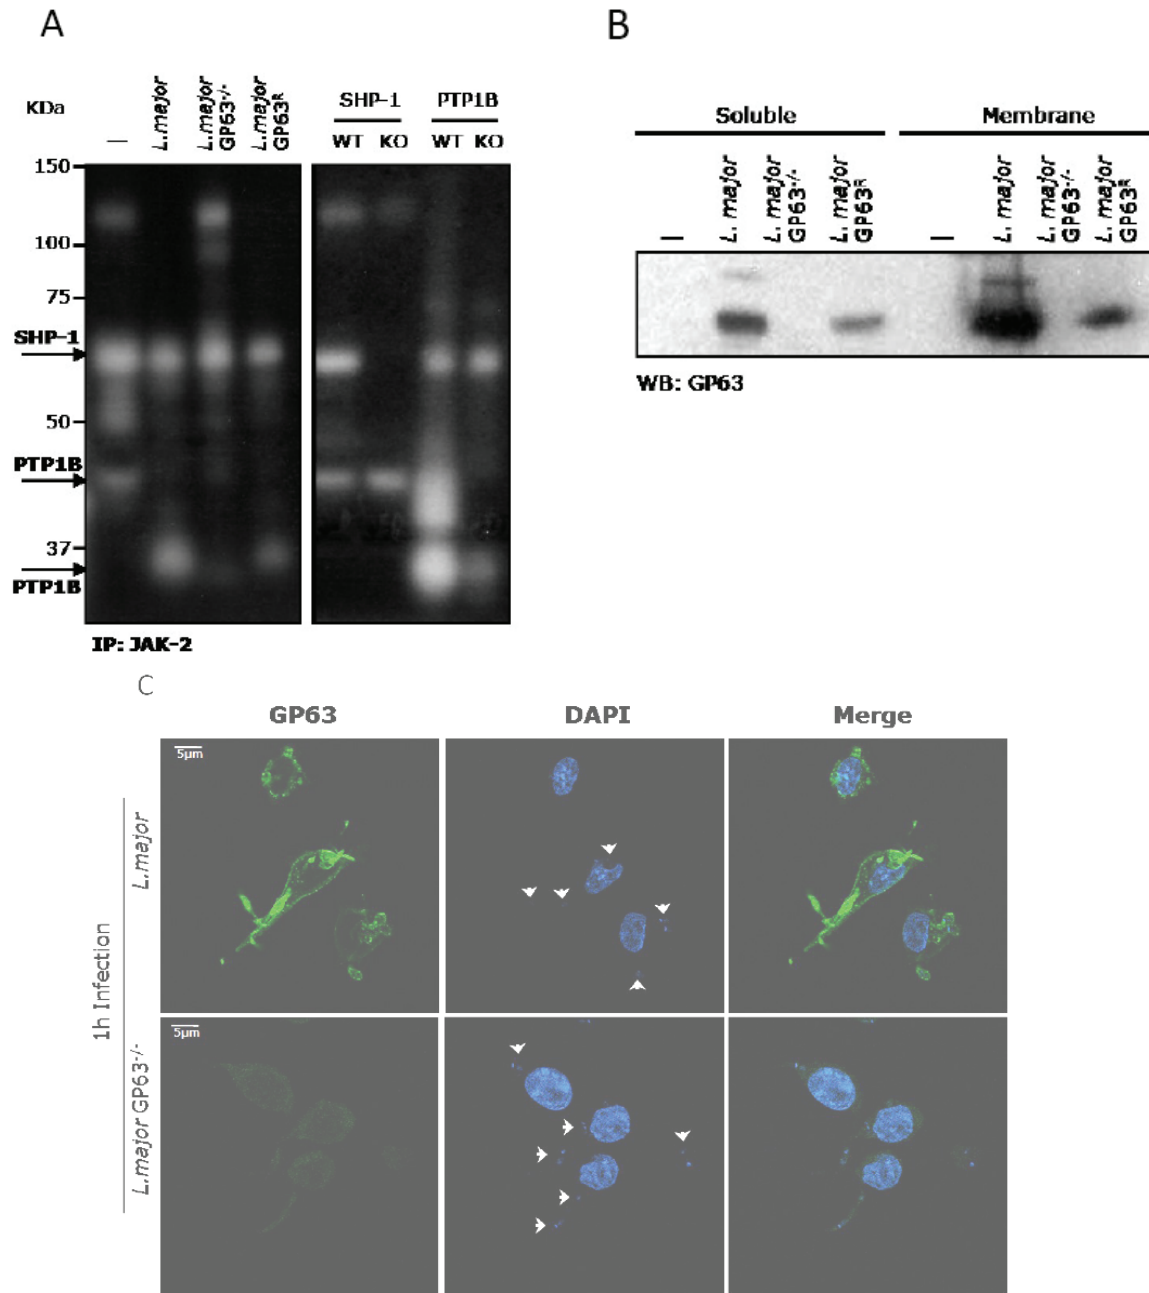 A
KDa
—
L.major
L.major GP63-/-
L.major GP63R
SHP-1
PTP1B
WT
KO
WT
KO
150
100
75
SHP-1
50
PTP1B
37
PTP1B
IP: JAK-2
B
Soluble
Membrane
—
L. major
L. major GP63-/-
L. major GP63R
—
L. major
L. major GP63-/-
L. major GP63R
WB: GP63
C
GP63
DAPI
Merge
1h Infection
L.major
5µm
L.major GP63-/-
5µm